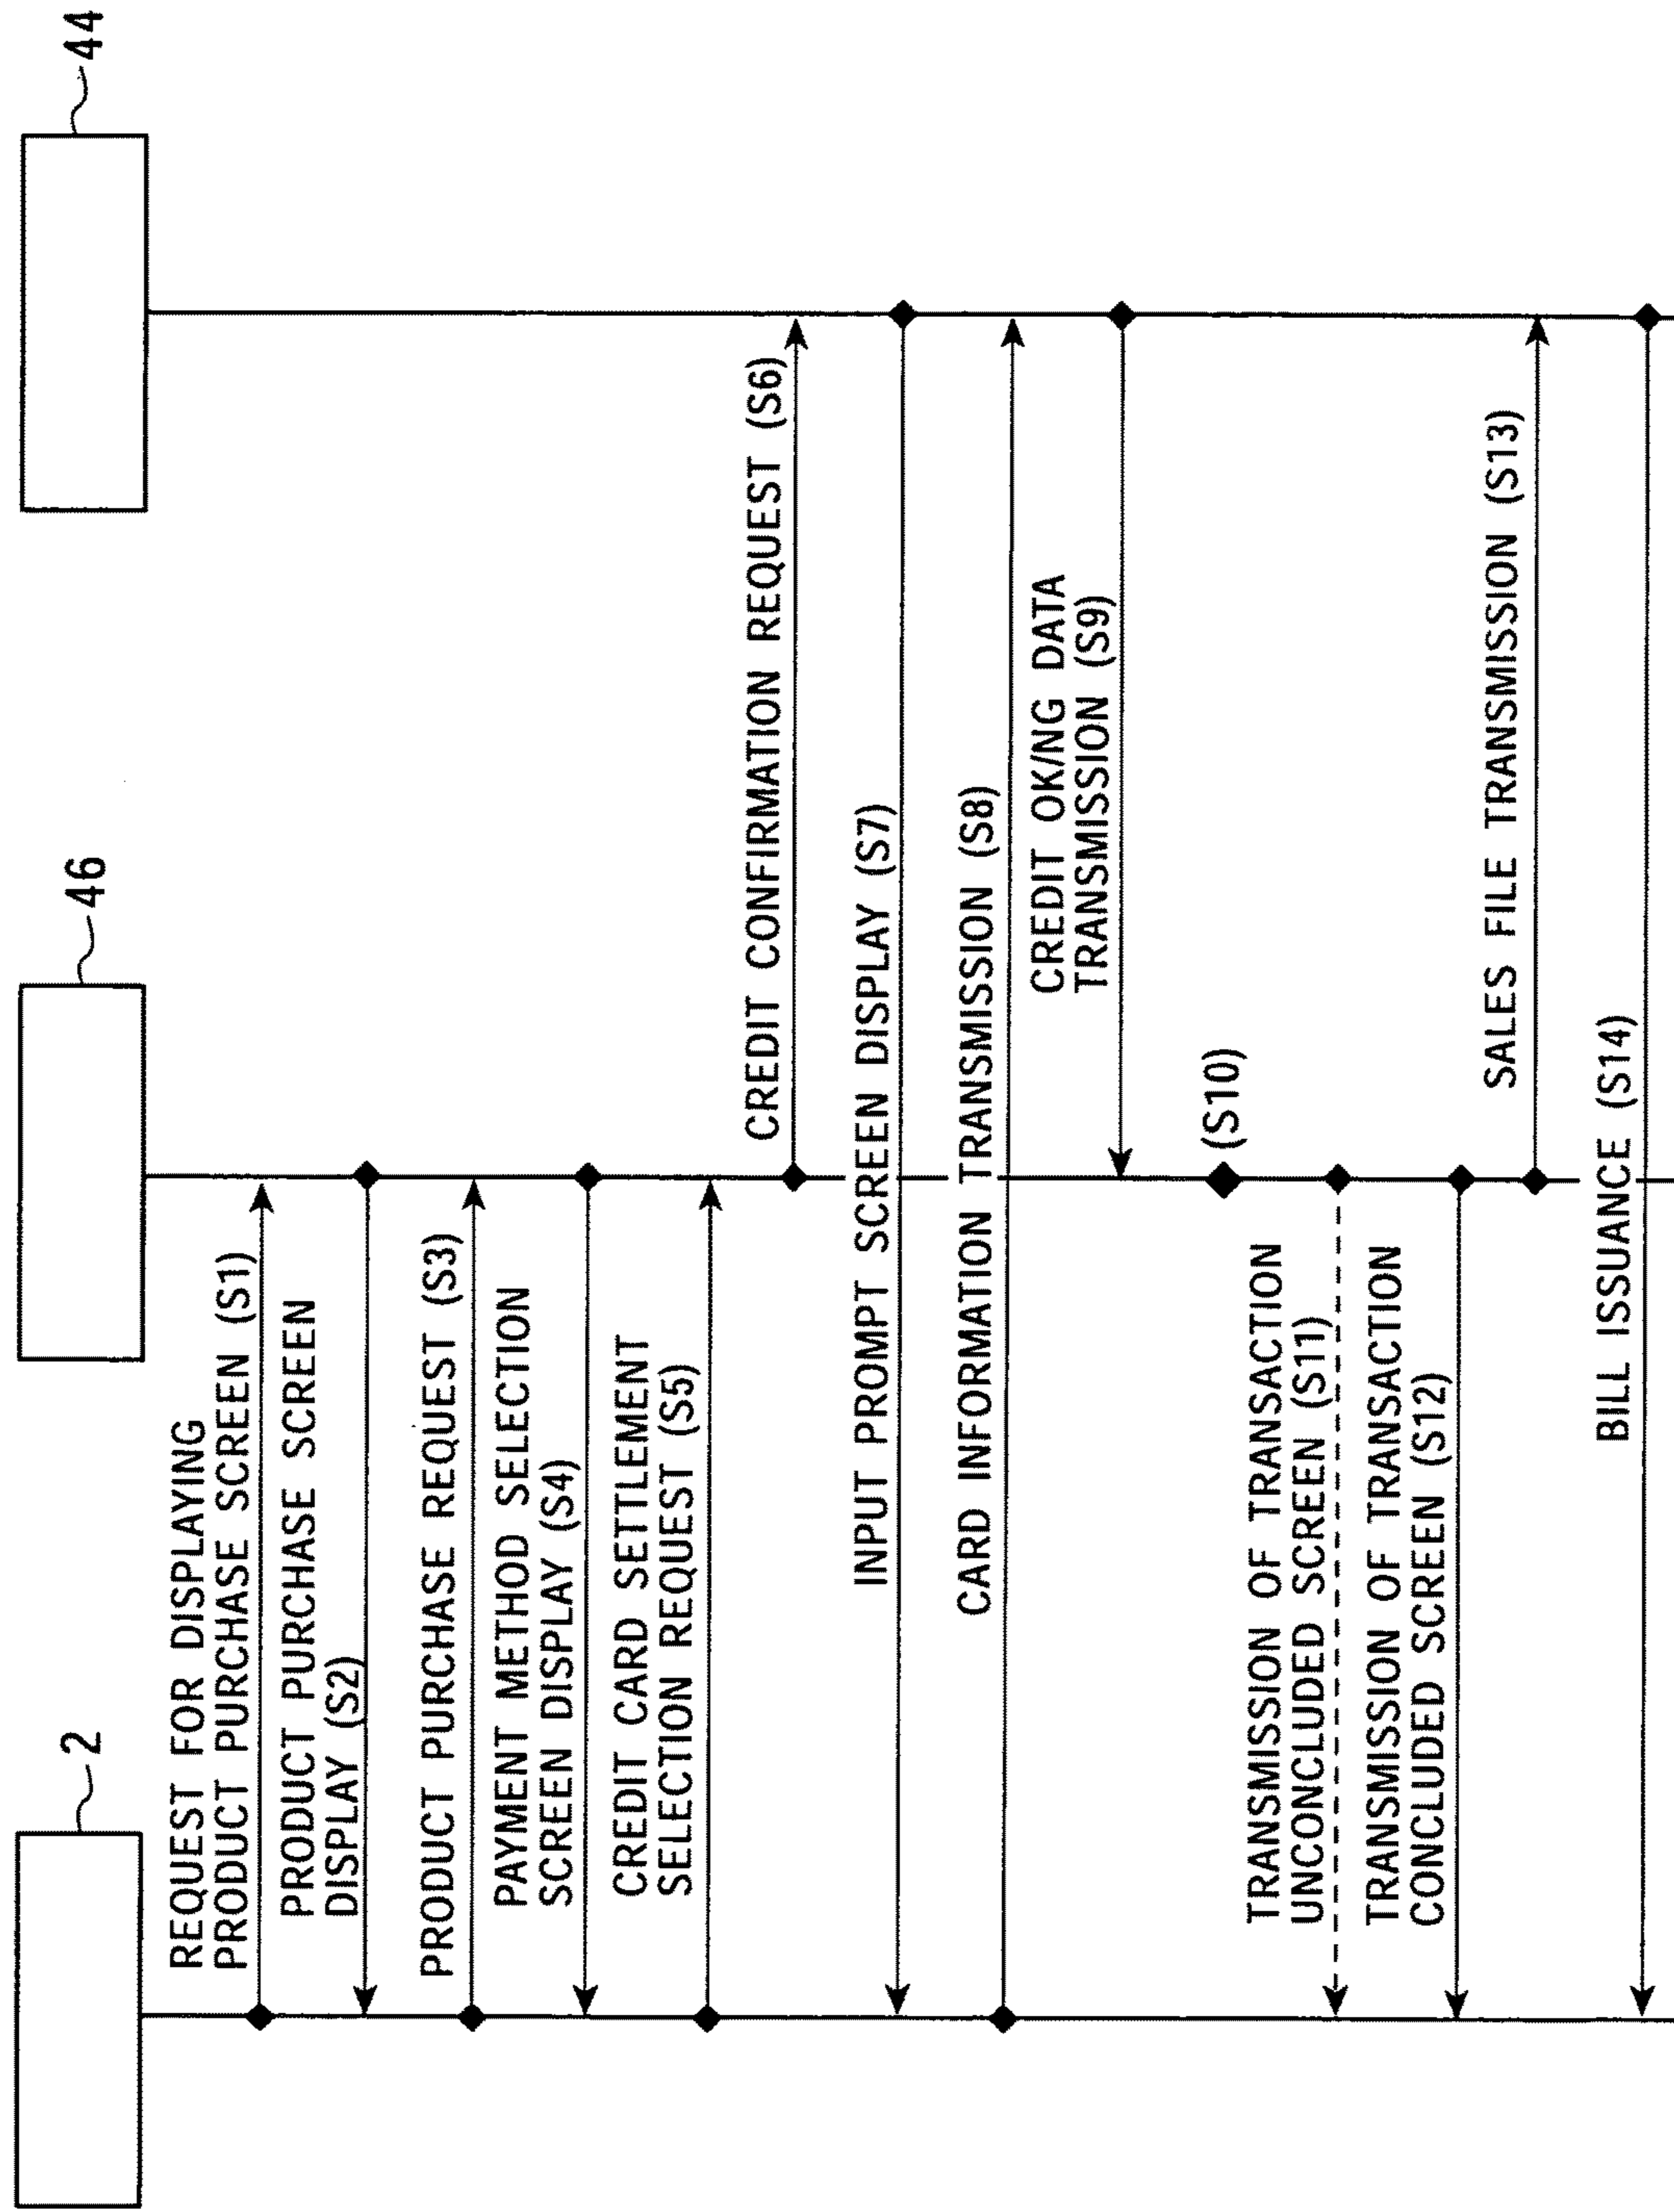 2
46
44
REQUEST FOR DISPLAYING
PRODUCT PURCHASE SCREEN (S1)
PRODUCT PURCHASE SCREEN
DISPLAY (S2)
PRODUCT PURCHASE REQUEST (S3)
PAYMENT METHOD SELECTION
SCREEN DISPLAY (S4)
CREDIT CARD SETTLEMENT
SELECTION REQUEST (S5)
CREDIT CONFIRMATION REQUEST (S6)
INPUT PROMPT SCREEN DISPLAY (S7)
CARD INFORMATION TRANSMISSION (S8)
CREDIT OK/NG DATA
TRANSMISSION (S9)
(S10)
TRANSMISSION OF TRANSACTION
UNCONCLUDED SCREEN (S11)
TRANSMISSION OF TRANSACTION
CONCLUDED SCREEN (S12)
SALES FILE TRANSMISSION (S13)
BILL ISSUANCE (S14)